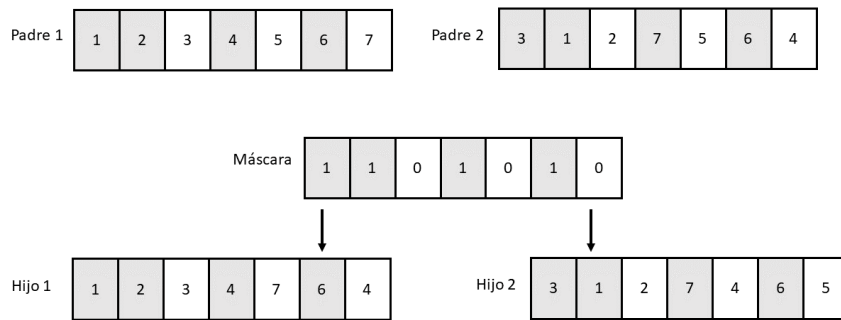 Padre 1 1 2 3 4 5 6 7
Padre 2 3 1 2 7 5 6 4
Máscara 1 1 0 1 0 1 0
Hijo 1 1 2 3 4 7 6 4
Hijo 2 3 1 2 7 4 6 5